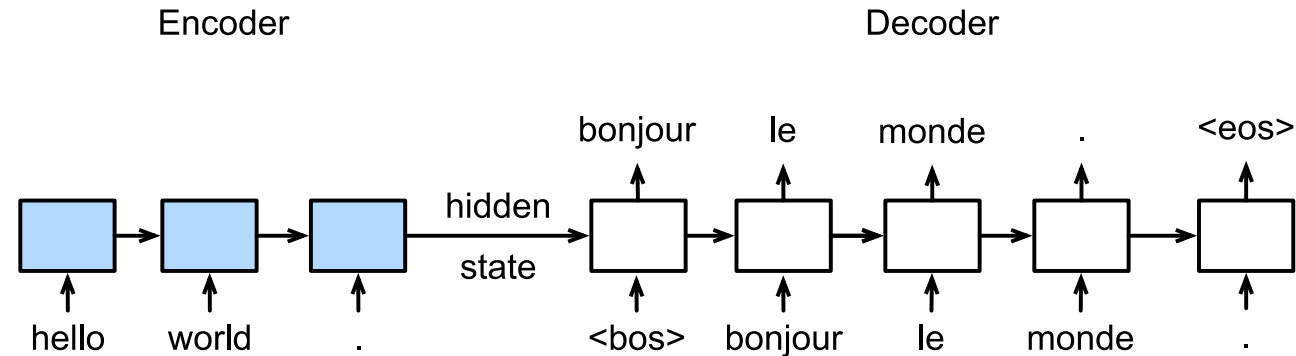 Encoder Decoder
bonjour le monde . <eos>
hidden
state
hello world . <bos> bonjour le monde .